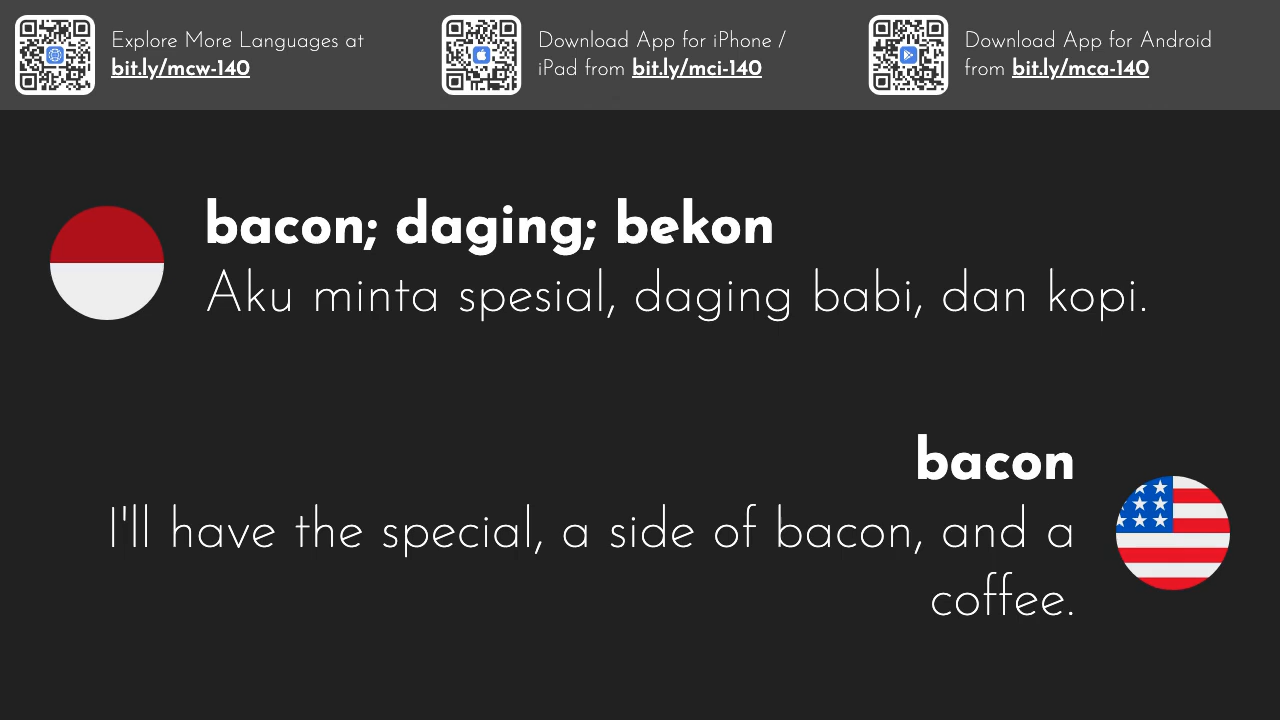 Explore More Languages at
bit.ly/mcw-140
Download App for iPhone /
iPad from bit.ly/mci-140
Download App for Android
from bit.ly/mca-140
bacon; daging; bekon
Aku minta spesial, daging babi, dan kopi.
bacon
I'll have the special, a side of bacon, and a
coffee.